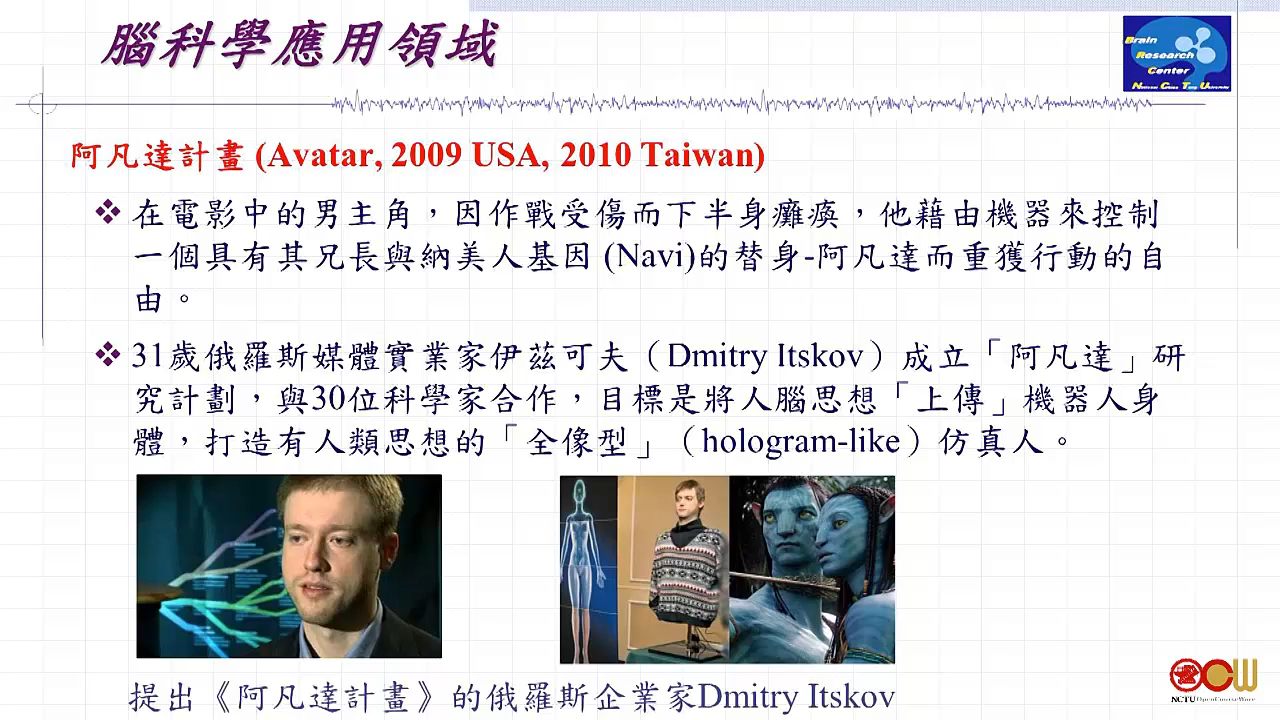 腦科學應用領域
Brain
Research
Center
National Chiao Tung University
阿凡達計畫 (Avatar, 2009 USA, 2010 Taiwan)
❖ 在電影中的男主角，因作戰受傷而下半身癱瘓，他藉由機器來控制
一個具有其兄長與納美人基因 (Navi)的替身-阿凡達而重獲行動的自
由。
❖ 31歲俄羅斯媒體實業家伊茲可夫（Dmitry Itskov）成立「阿凡達」研
究計劃，與30位科學家合作，目標是將人腦思想「上傳」機器人身
體，打造有人類思想的「全像型」（hologram-like）仿真人。
提出《阿凡達計畫》的俄羅斯企業家Dmitry Itskov
OCW
NCTU OpenCourseWare